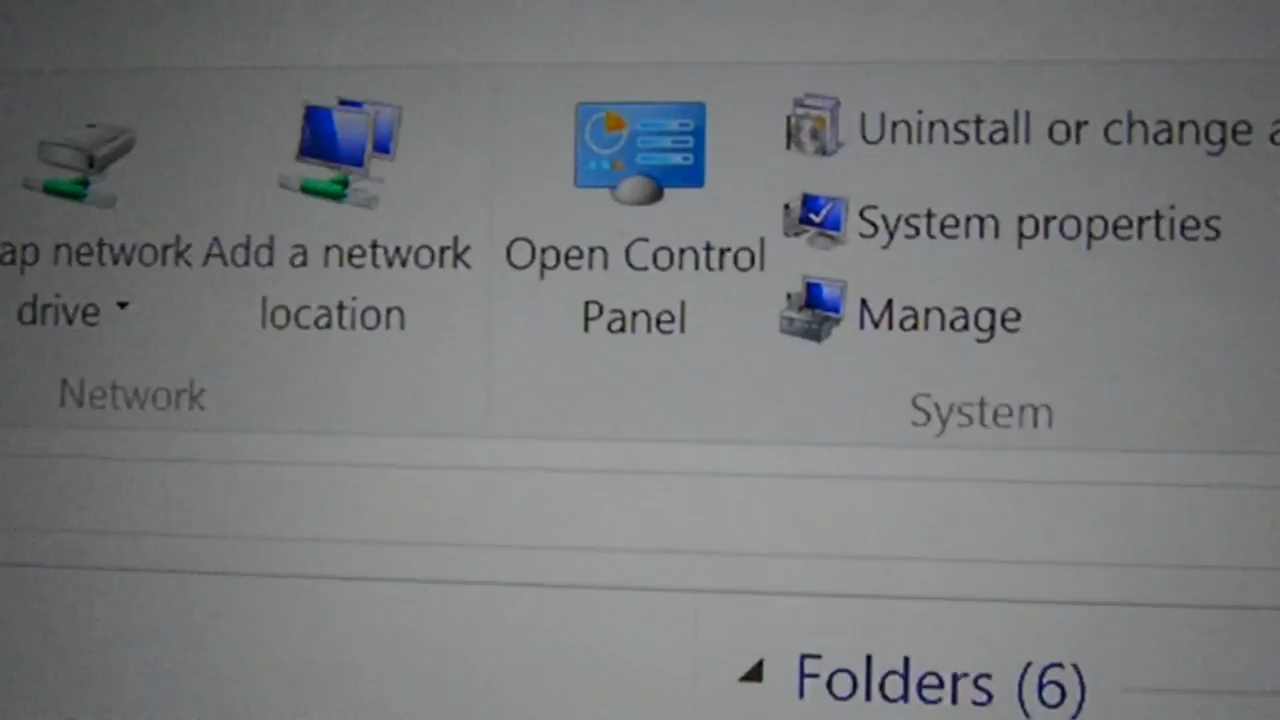 ap network
drive
Add a network
location
Network
Open Control
Panel
Uninstall or change a
System properties
Manage
System
Folders (6)